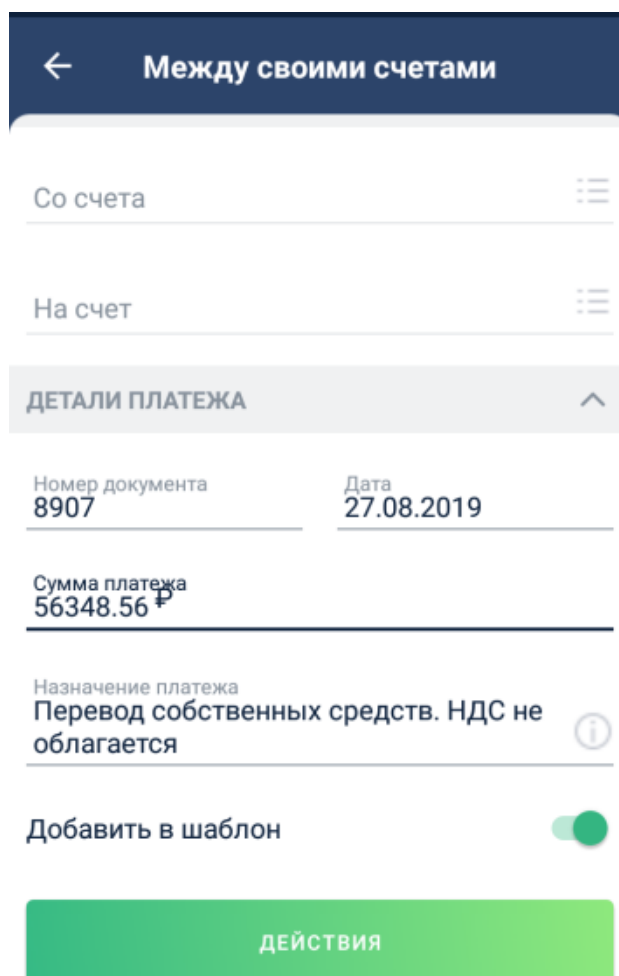 Между своими счетами
Со счета
На счет
ДЕТАЛИ ПЛАТЕЖА
Номер документа
8907
Дата
27.08.2019
Сумма платежа
56348.56 ₽
Назначение платежа
Перевод собственных средств. НДС не
облагается
Добавить в шаблон
ДЕЙСТВИЯ